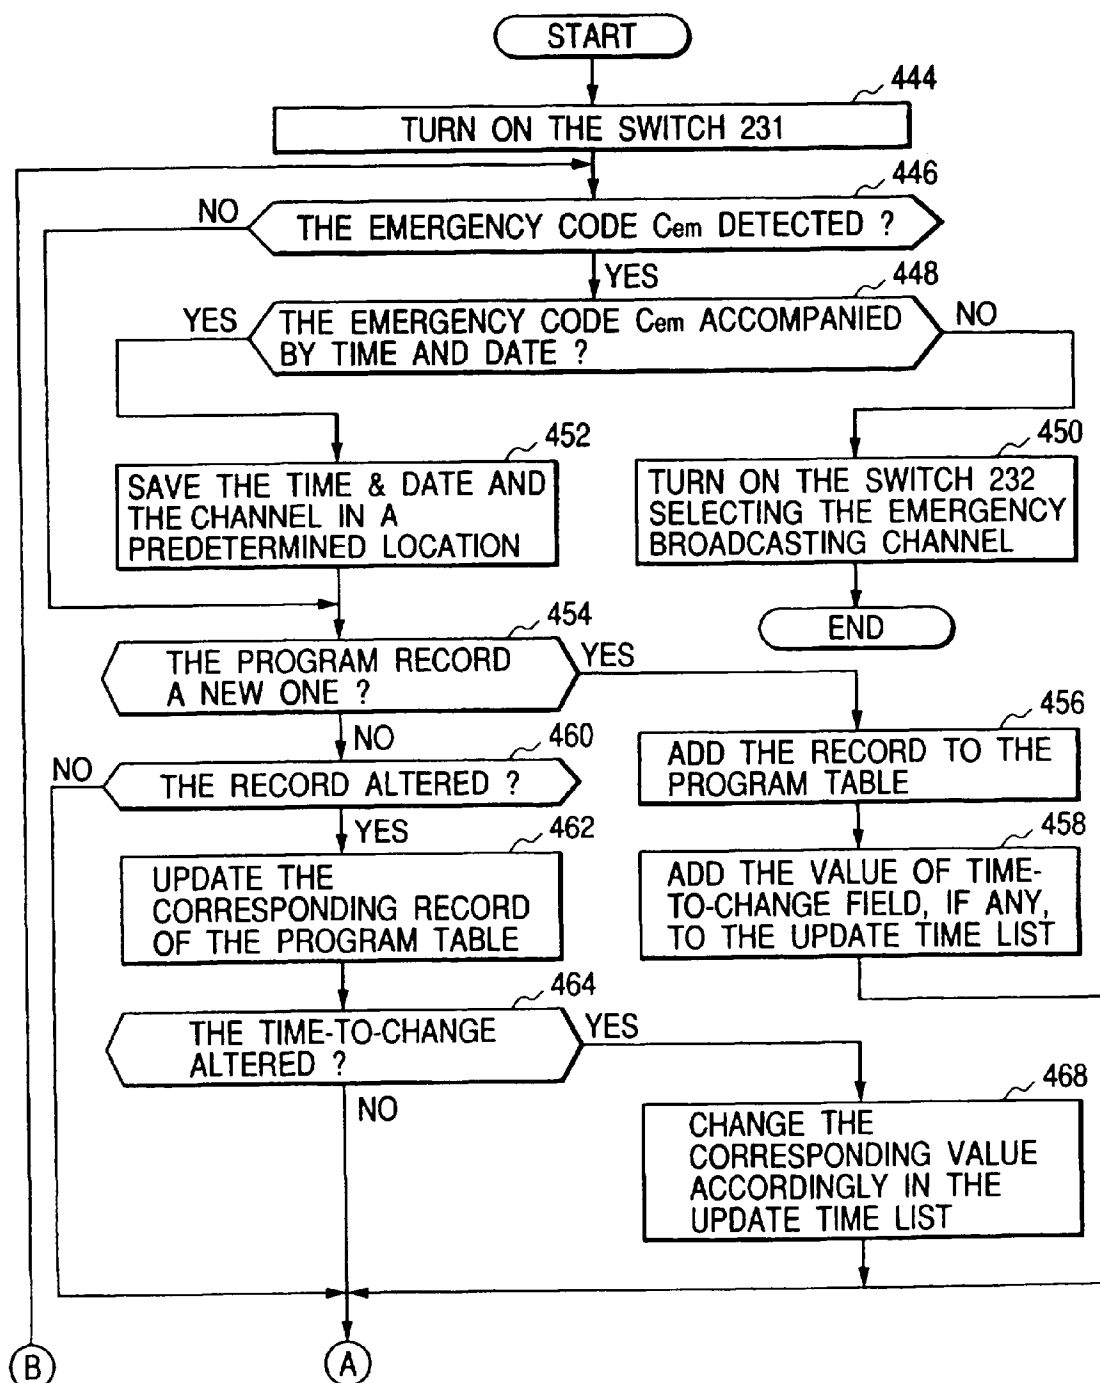 START
444
TURN ON THE SWITCH 231
446
NO
THE EMERGENCY CODE Cem DETECTED ?
YES
448
YES
THE EMERGENCY CODE Cem ACCOMPANIED
BY TIME AND DATE ?
NO
452
SAVE THE TIME & DATE AND
THE CHANNEL IN A
PREDETERMINED LOCATION
450
TURN ON THE SWITCH 232
SELECTING THE EMERGENCY
BROADCASTING CHANNEL
END
454
THE PROGRAM RECORD
A NEW ONE ?
YES
NO
456
ADD THE RECORD TO THE
PROGRAM TABLE
460
NO
THE RECORD ALTERED ?
YES
458
ADD THE VALUE OF TIME-
TO-CHANGE FIELD, IF ANY,
TO THE UPDATE TIME LIST
462
UPDATE THE
CORRESPONDING RECORD
OF THE PROGRAM TABLE
464
THE TIME-TO-CHANGE
ALTERED ?
YES
NO
468
CHANGE THE
CORRESPONDING VALUE
ACCORDINGLY IN THE
UPDATE TIME LIST
B
A